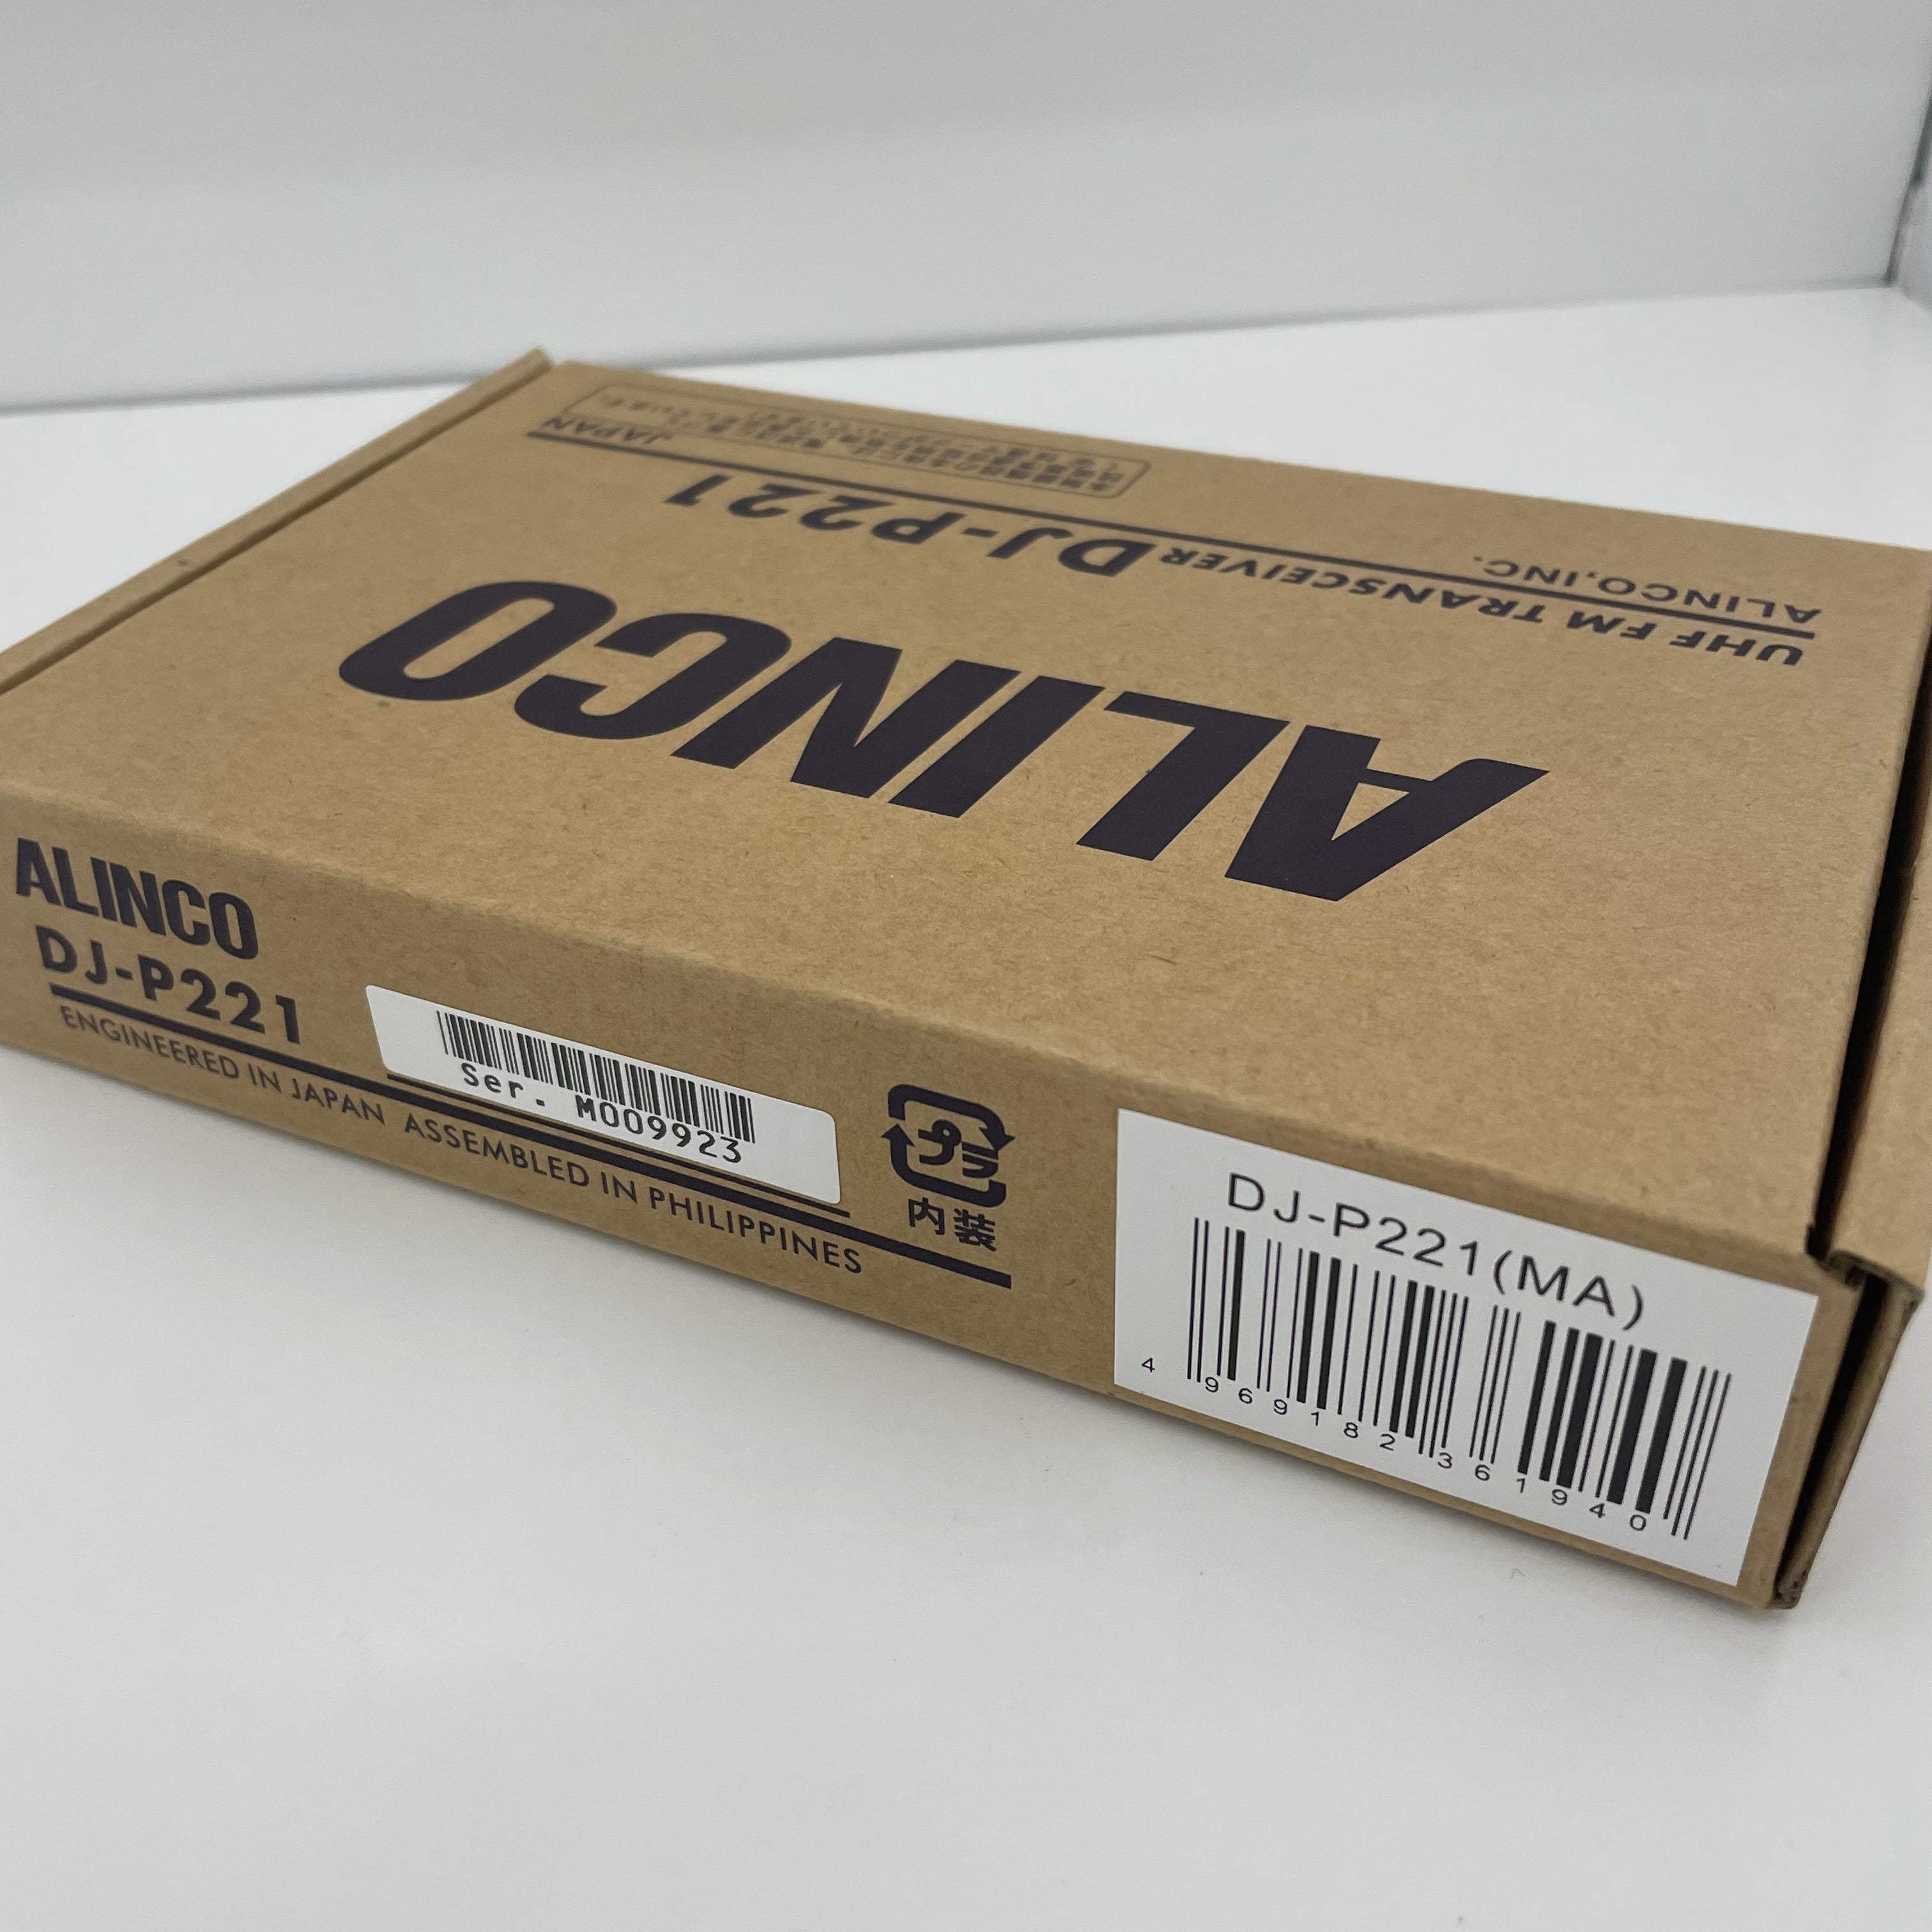 ALINCO
UHF FM TRANSCEIVER DJ-P221
ALINCO,INC. JAPAN
ALINCO
DJ-P221
ENGINEERED IN JAPAN ASSEMBLED IN PHILIPPINES
Ser. M009923
プラ
内装
DJ-P221(MA)
4 969182 361940